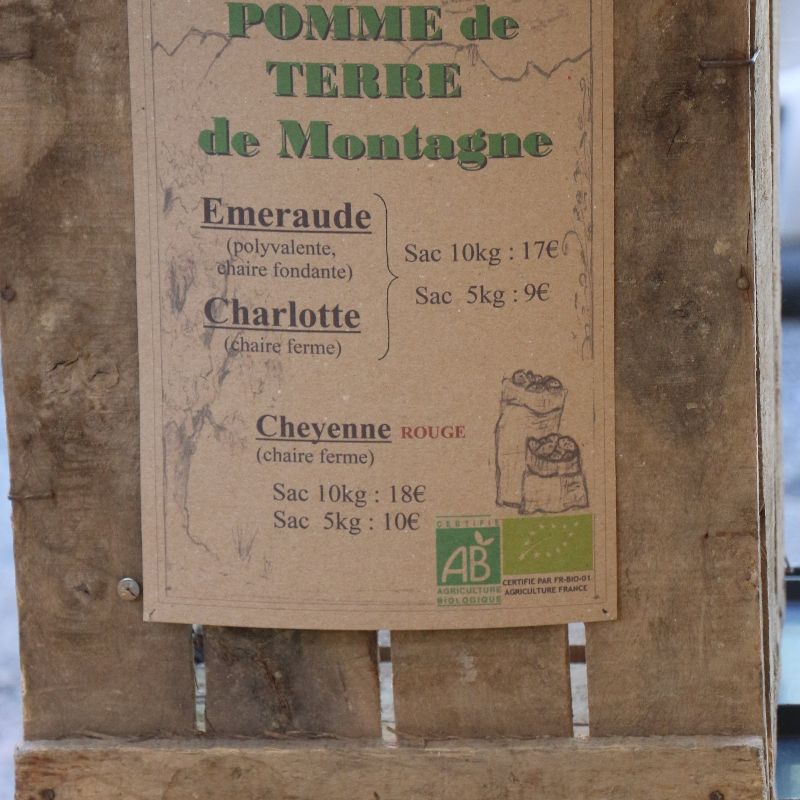 POMME de
TERRE
de Montagne
Emeraude
(polyvalente,
chaire fondante)
Charlotte
(chaire ferme)
Sac 10kg : 17€
Sac 5kg : 9€
Cheyenne ROUGE
(chaire ferme)
Sac 10kg : 18€
Sac 5kg : 10€
CERTIFIÉ
AB
AGRICULTURE
BIOLOGIQUE
CERTIFIÉ PAR FR-BIO-01
AGRICULTURE FRANCE